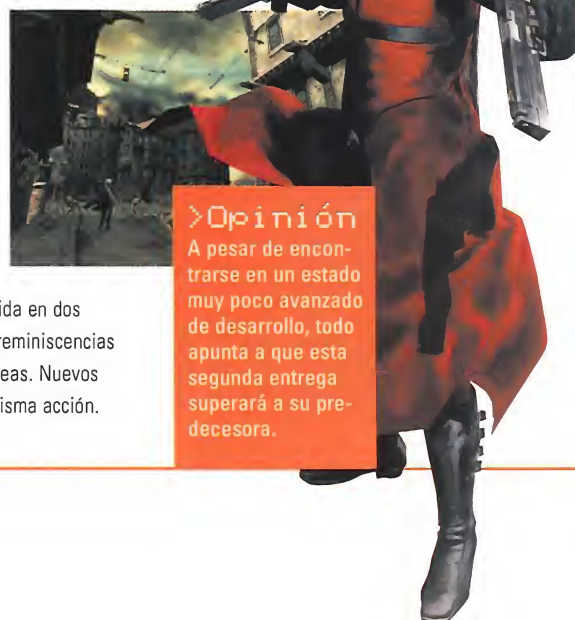 ida en dos
reminiscencias
eas. Nuevos
isma acción.
>Opinión
A pesar de encon-
trarse en un estado
muy poco avanzado
de desarrollo, todo
apunta a que esta
segunda entrega
superará a su pre-
decesora.